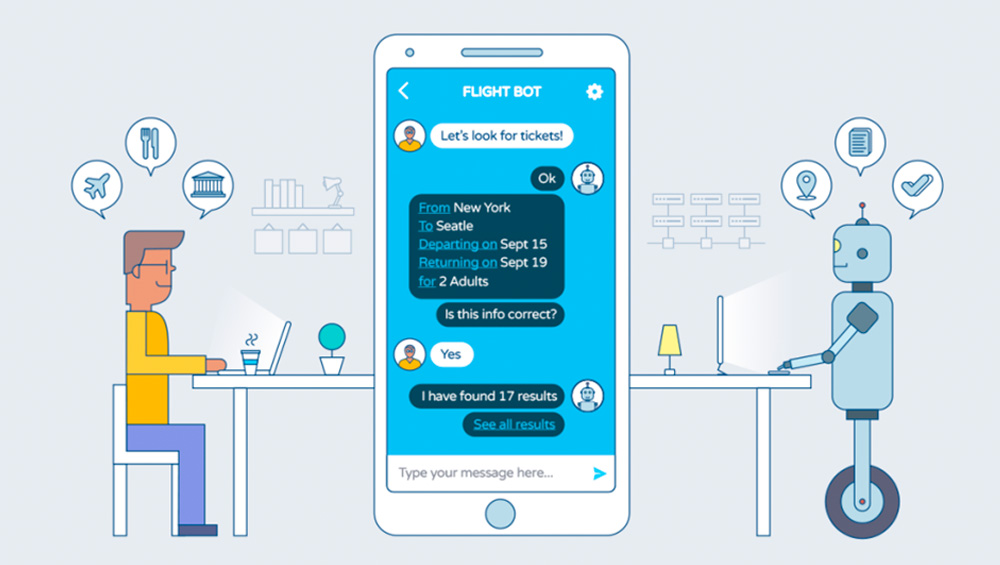 FLIGHT BOT
Let's look for tickets!
Ok
From New York
To Seatle
Departing on Sept 15
Returning on Sept 19
for 2 Adults
Is this info correct?
Yes
I have found 17 results
See all results
Type your message here...